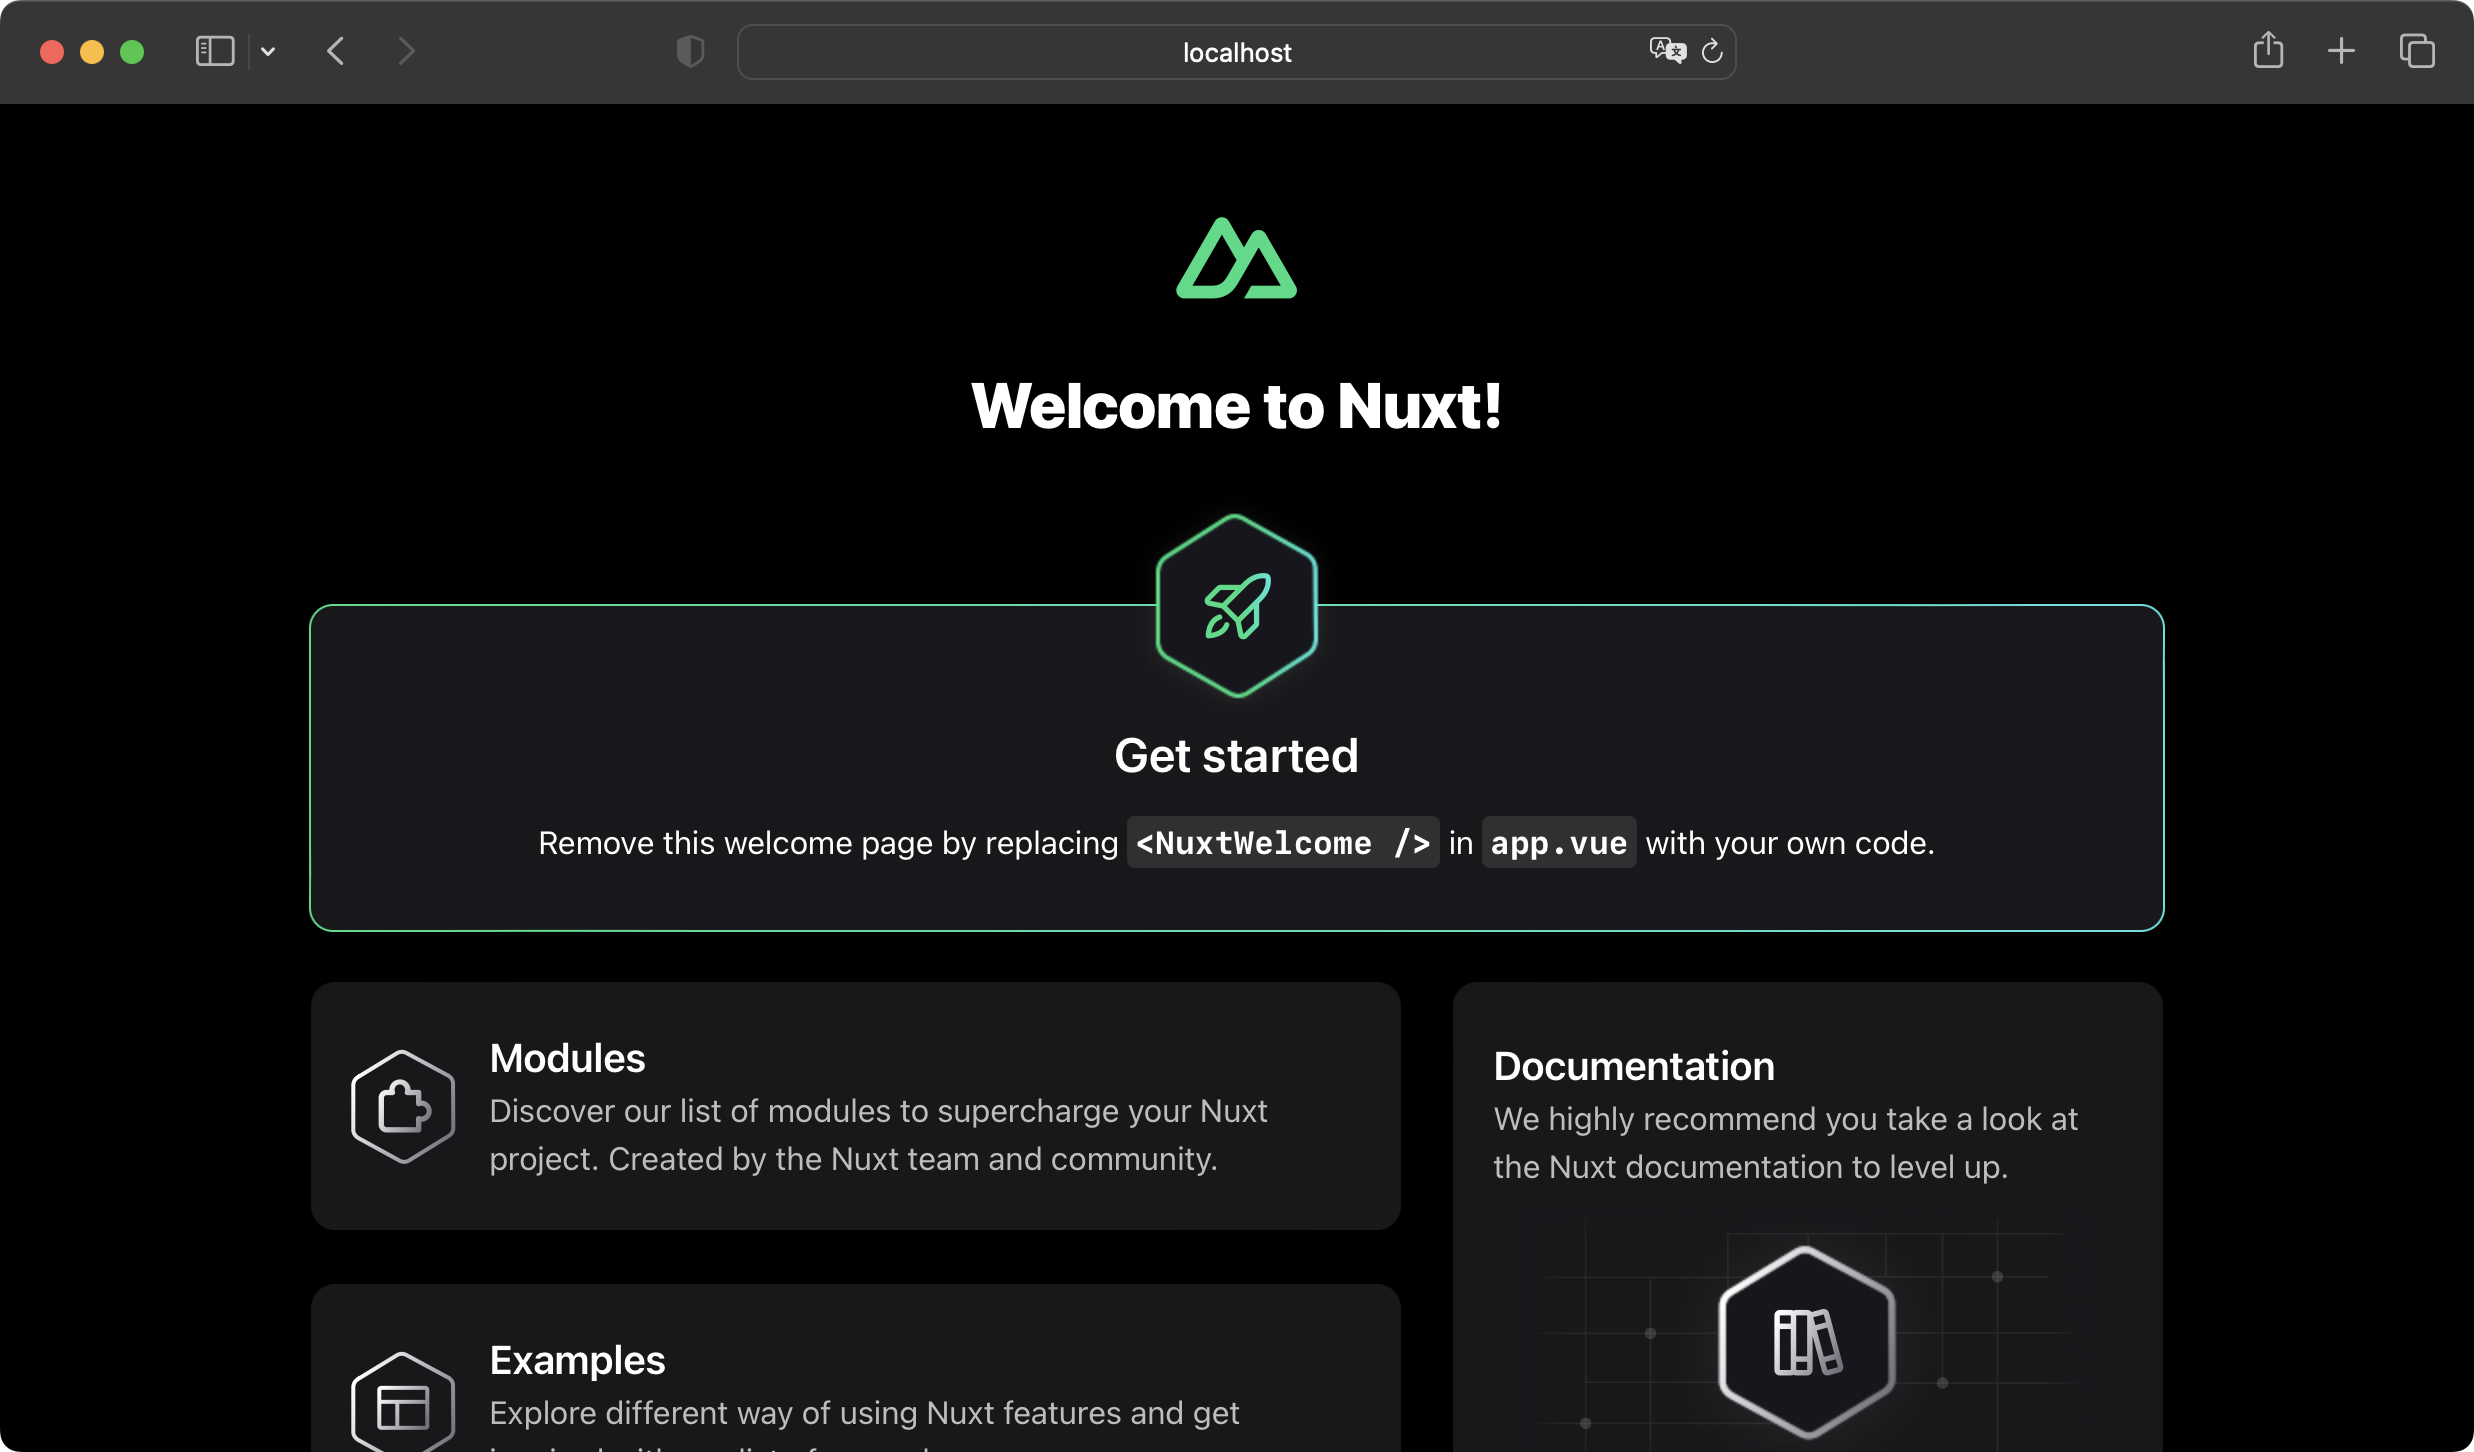 localhost
Welcome to Nuxt!
Get started
Remove this welcome page by replacing <NuxtWelcome /> in app.vue with your own code.
Modules
Discover our list of modules to supercharge your Nuxt
project. Created by the Nuxt team and community.
Documentation
We highly recommend you take a look at
the Nuxt documentation to level up.
Examples
Explore different way of using Nuxt features and get